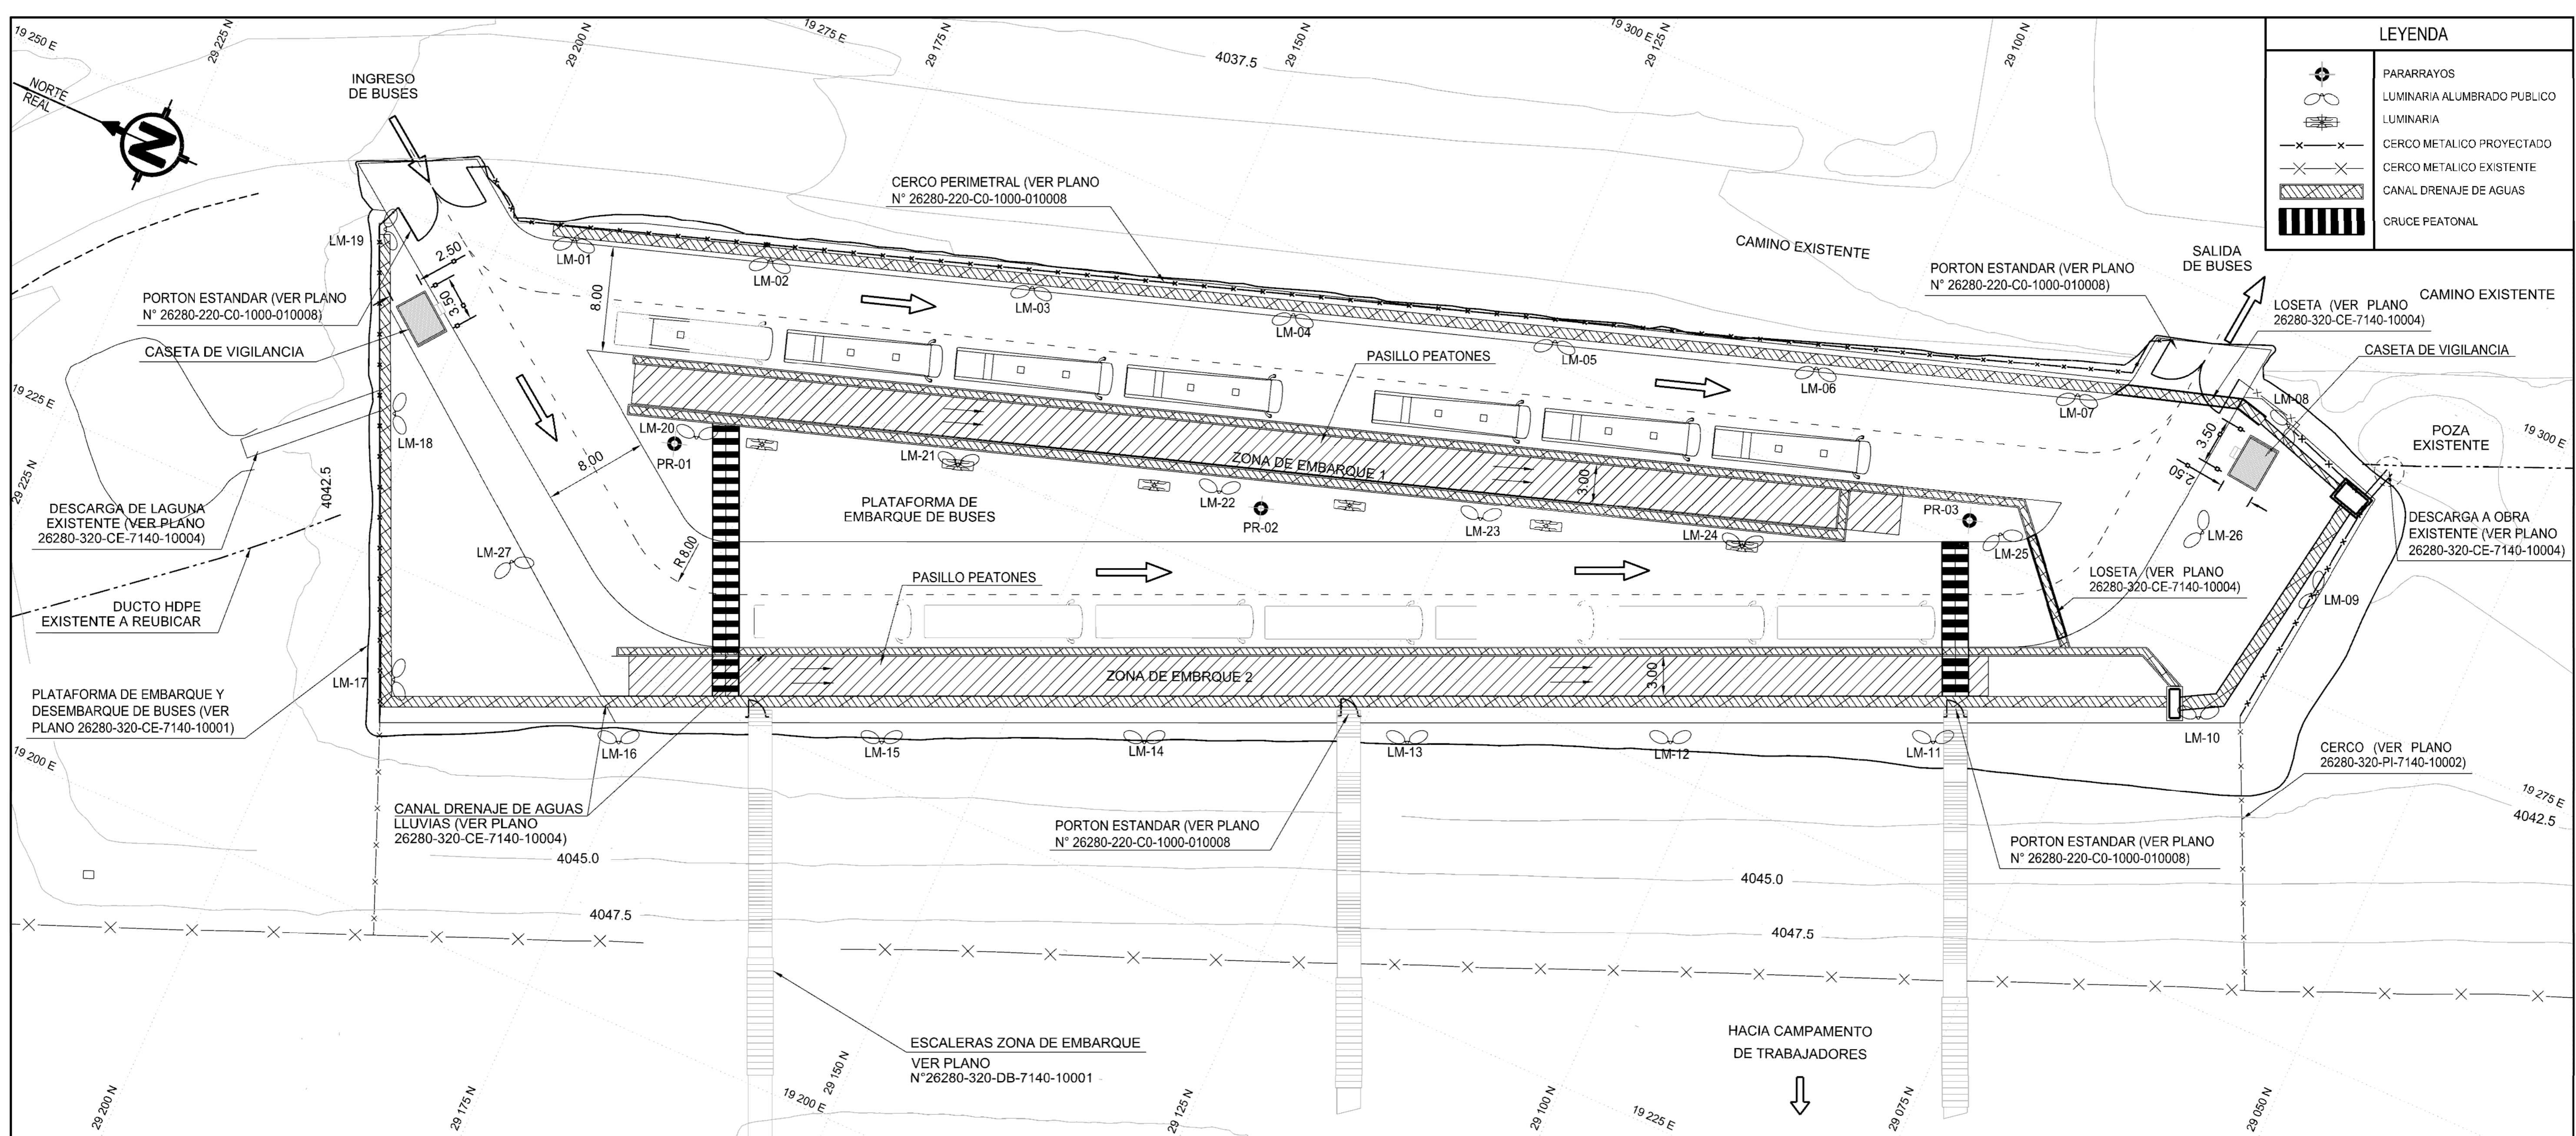 19 250 E
29 225 N
29 200 N
19 275 E
29 175 N
4037.5
29 150 N
19 300 E
29 125 N
29 100 N
LEYENDA
PARARRAYOS
LUMINARIA ALUMBRADO PUBLICO
LUMINARIA
CERCO METALICO PROYECTADO
CERCO METALICO EXISTENTE
CANAL DRENAJE DE AGUAS
CRUCE PEATONAL
NORTE
REAL
N
INGRESO
DE BUSES
CERCO PERIMETRAL (VER PLANO
N° 26280-220-C0-1000-010008
CAMINO EXISTENTE
PORTON ESTANDAR (VER PLANO
N° 26280-220-C0-1000-010008)
SALIDA
DE BUSES
CAMINO EXISTENTE
LOSETA (VER PLANO
26280-320-CE-7140-10004)
CASETA DE VIGILANCIA
LM-19
2.50
3.50
PORTON ESTANDAR (VER PLANO
N° 26280-220-C0-1000-010008)
CASETA DE VIGILANCIA
LM-01
LM-02
LM-03
LM-04
LM-05
LM-06
LM-07
LM-08
8.00
PASILLO PEATONES
19 225 E
29 225 N
LM-18
4042.5
LM-20
PR-01
8.00
LM-21
ZONA DE EMBARQUE 1
3.00
LM-22
PR-02
LM-23
LM-24
PR-03
LM-25
LM-26
3.50
2.50
POZA
EXISTENTE
19 300 E
DESCARGA DE LAGUNA
EXISTENTE (VER PLANO
26280-320-CE-7140-10004)
PLATAFORMA DE
EMBARQUE DE BUSES
DESCARGA A OBRA
EXISTENTE (VER PLANO
26280-320-CE-7140-10004)
LM-27
R8.00
PASILLO PEATONES
LOSETA (VER PLANO
26280-320-CE-7140-10004)
LM-09
DUCTO HDPE
EXISTENTE A REUBICAR
LM-17
ZONA DE EMBRQUE 2
3.00
PLATAFORMA DE EMBARQUE Y
DESEMBARQUE DE BUSES (VER
PLANO 26280-320-CE-7140-10001)
LM-16
LM-15
LM-14
LM-13
LM-12
LM-11
LM-10
19 200 E
CERCO (VER PLANO
26280-320-PI-7140-10002)
19 275 E
4042.5
CANAL DRENAJE DE AGUAS
LLUVIAS (VER PLANO
26280-320-CE-7140-10004)
PORTON ESTANDAR (VER PLANO
N° 26280-220-C0-1000-010008
PORTON ESTANDAR (VER PLANO
N° 26280-220-C0-1000-010008)
4045.0
4045.0
4047.5
4047.5
ESCALERAS ZONA DE EMBARQUE
VER PLANO
N°26280-320-DB-7140-10001
HACIA CAMPAMENTO
DE TRABAJADORES
29 200 N
29 175 N
19 200 E
29 150 N
29 125 N
29 100 N
19 225 E
29 075 N
29 050 N